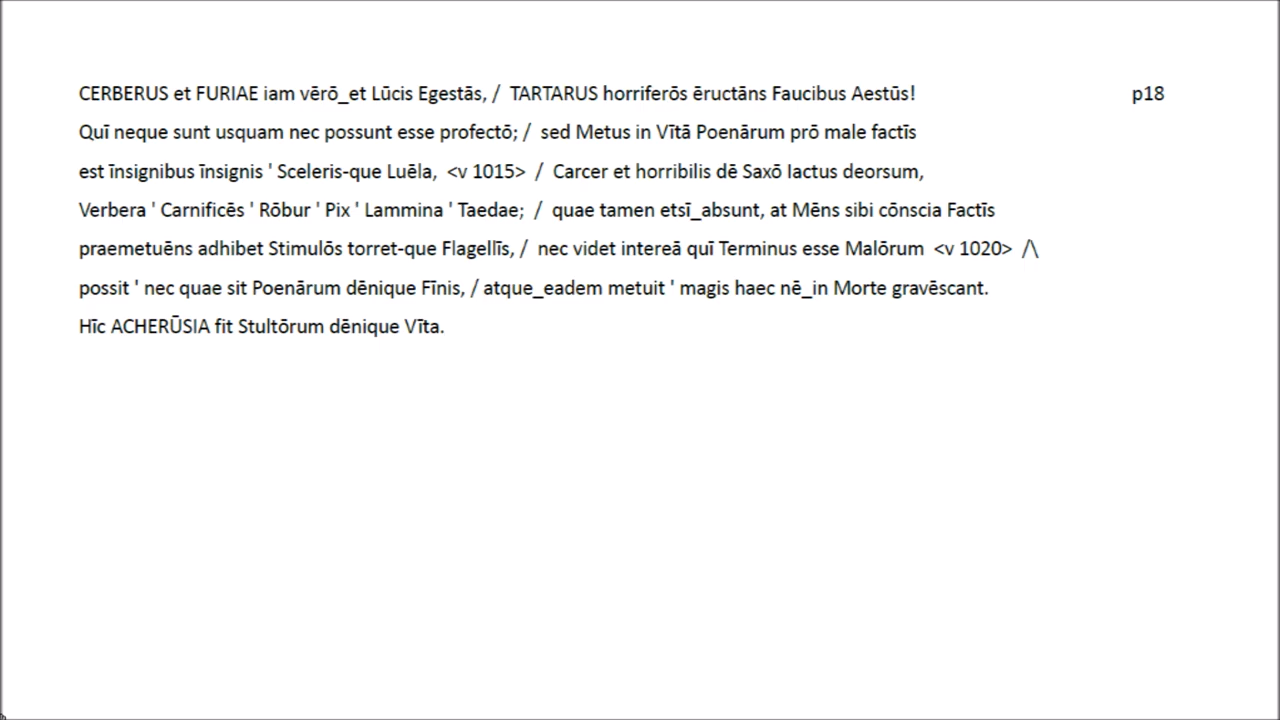 CERBERUS et FURIAE iam vērō_et Lūcis Egestās, / TARTARUS horriferōs ēructāns Faucibus Aestūs! p18
Quī neque sunt usquam nec possunt esse profectō; / sed Metus in Vītā Poenārum prō male factīs
est īnsignibus īnsignis ' Sceleris-que Luēla, <v 1015> / Carcer et horribilis dē Saxō Iactus deorsum,
Verbera ' Carnificēs ' Rōbur ' Pix ' Lammina ' Taedae; / quae tamen etsī_absunt, at Mēns sibi cōnscia Factīs
praemetuēns adhibet Stimulōs torret-que Flagellīs, / nec videt intereā quī Terminus esse Malōrum <v 1020> /\
possit ' nec quae sit Poenārum dēnique Fīnis, / atque_eadem metuit ' magis haec nē_in Morte gravēscant.
Hīc ACHERŪSIA fit Stultōrum dēnique Vīta.